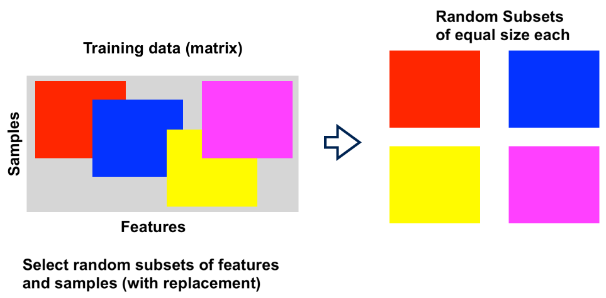 Training data (matrix)
Samples
Features
Select random subsets of features
and samples (with replacement)
Random Subsets
of equal size each